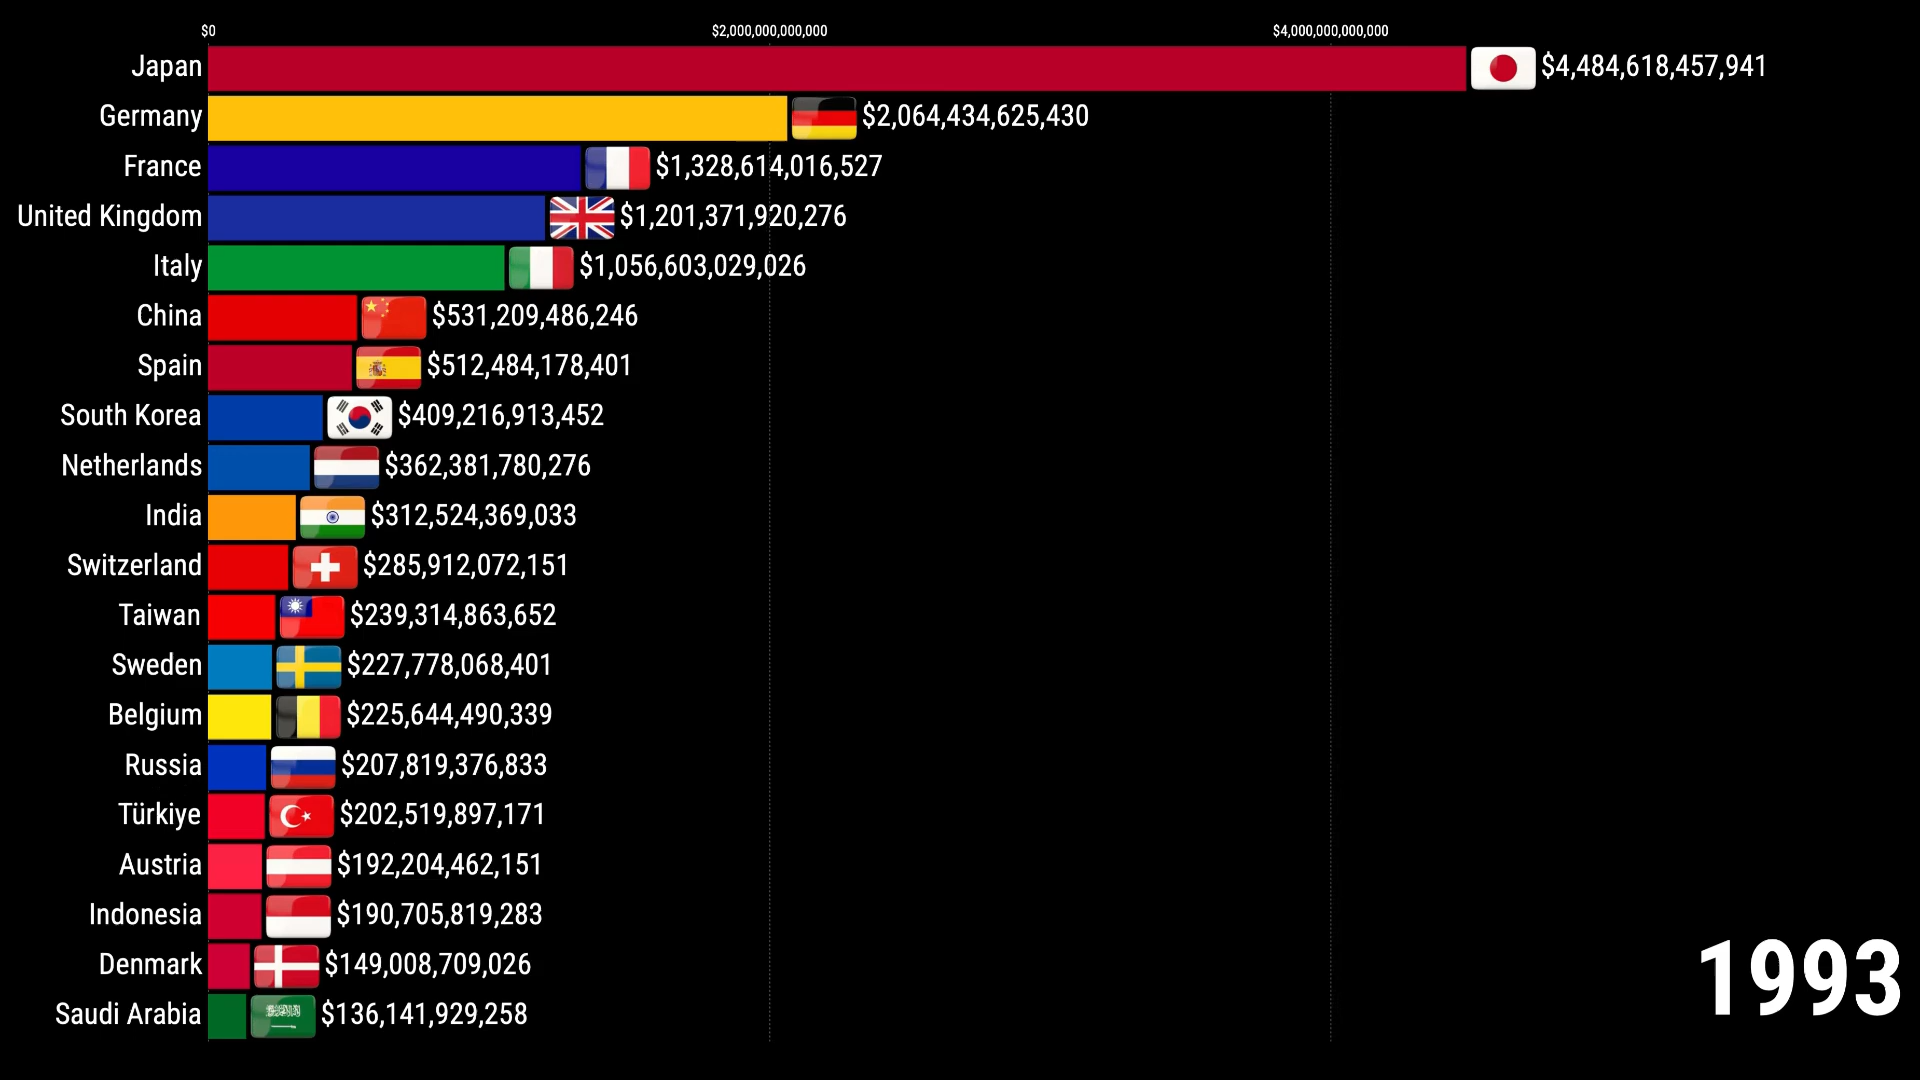 $0 $2,000,000,000,000 $4,000,000,000,000
Japan $4,484,618,457,941
Germany $2,064,434,625,430
France $1,328,614,016,527
United Kingdom $1,201,371,920,276
Italy $1,056,603,029,026
China $531,209,486,246
Spain $512,484,178,401
South Korea $409,216,913,452
Netherlands $362,381,780,276
India $312,524,369,033
Switzerland $285,912,072,151
Taiwan $239,314,863,652
Sweden $227,778,068,401
Belgium $225,644,490,339
Russia $207,819,376,833
Türkiye $202,519,897,171
Austria $192,204,462,151
Indonesia $190,705,819,283
Denmark $149,008,709,026
Saudi Arabia $136,141,929,258
1993